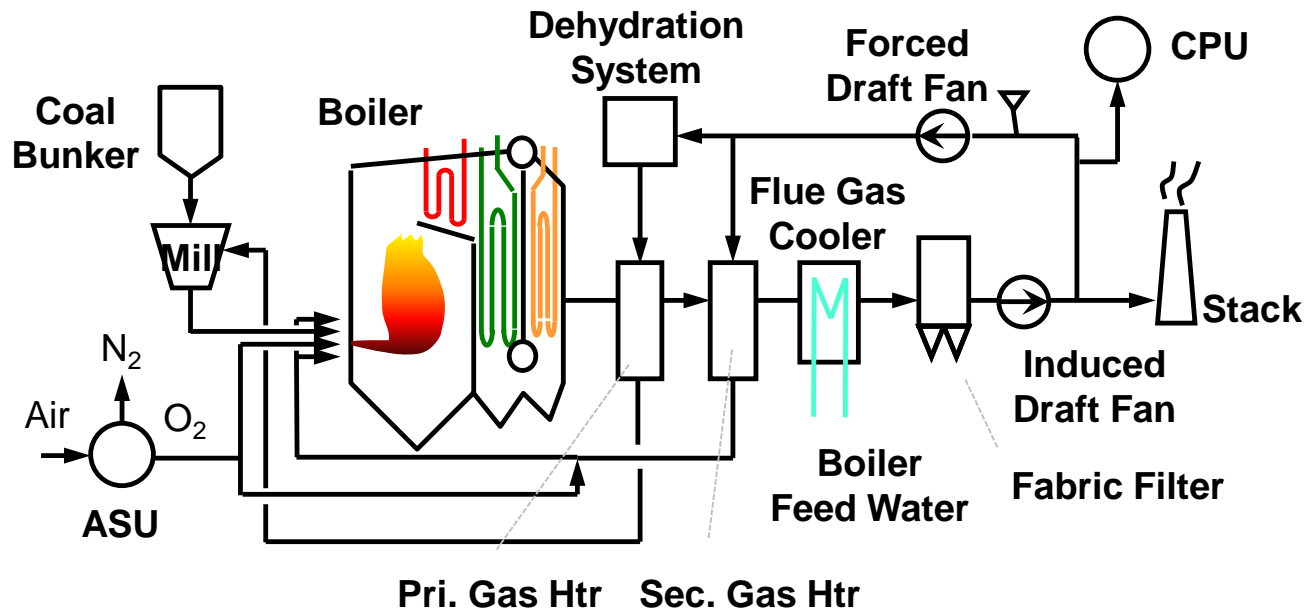 Dehydration
System
Forced
Draft Fan
CPU
Coal
Bunker
Boiler
Flue Gas
Cooler
Mill
Stack
N2
Air
O2
ASU
Induced
Draft Fan
Boiler
Feed Water
Fabric Filter
Pri. Gas Htr
Sec. Gas Htr